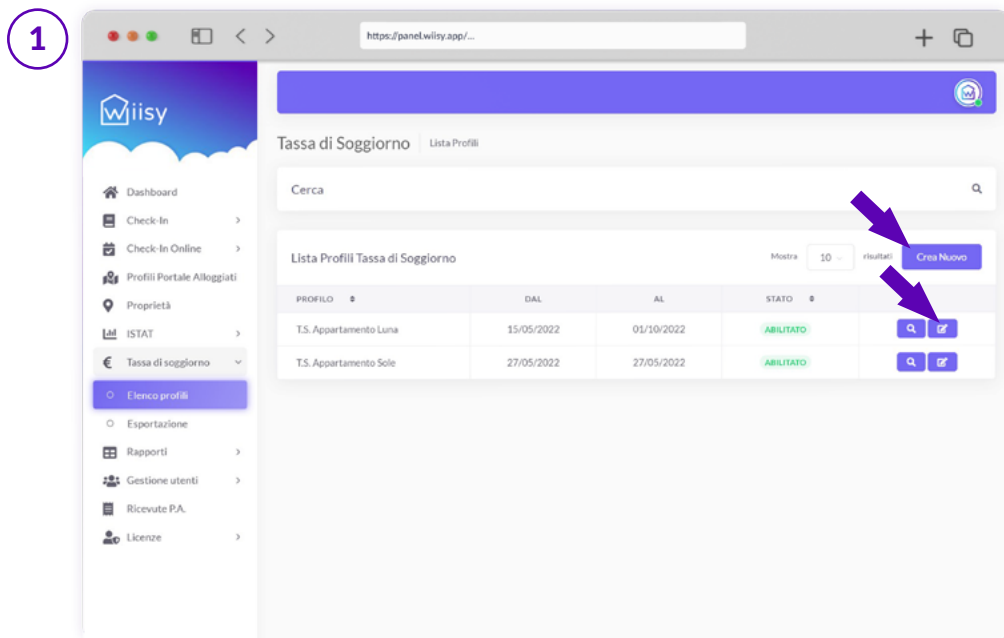 1
https://panel.wiisy.app/...
wiisy
Tassa di Soggiorno Lista Profili
Cerca
Dashboard
Check-In
Check-In Online
Profili Portale Alloggiati
Proprietà
ISTAT
Tassa di soggiorno
Elenco profili
Esportazione
Rapporti
Gestione utenti
Ricevute P.A.
Licenze
Lista Profili Tassa di Soggiorno Mostra 10 risultati Crea Nuovo
PROFILO DAL AL STATO
T.S. Appartamento Luna 15/05/2022 01/10/2022 ABILITATO
T.S. Appartamento Sole 27/05/2022 27/05/2022 ABILITATO